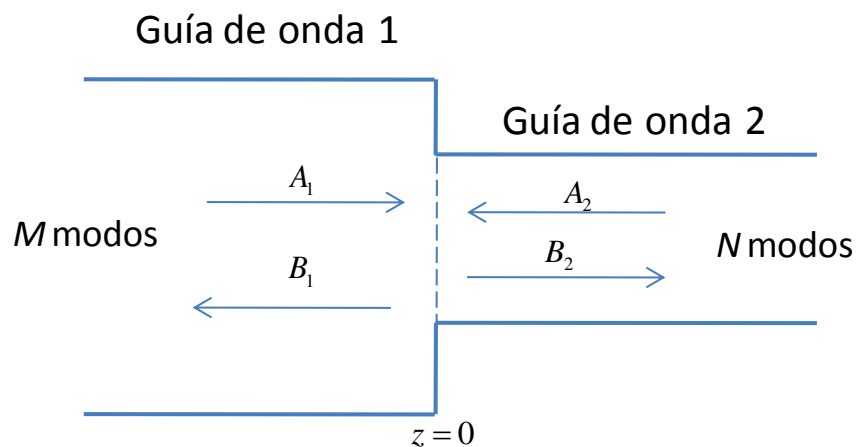 Guía de onda 1
Guía de onda 2
A₁
A₂
M modos
N modos
B₁
B₂
z = 0